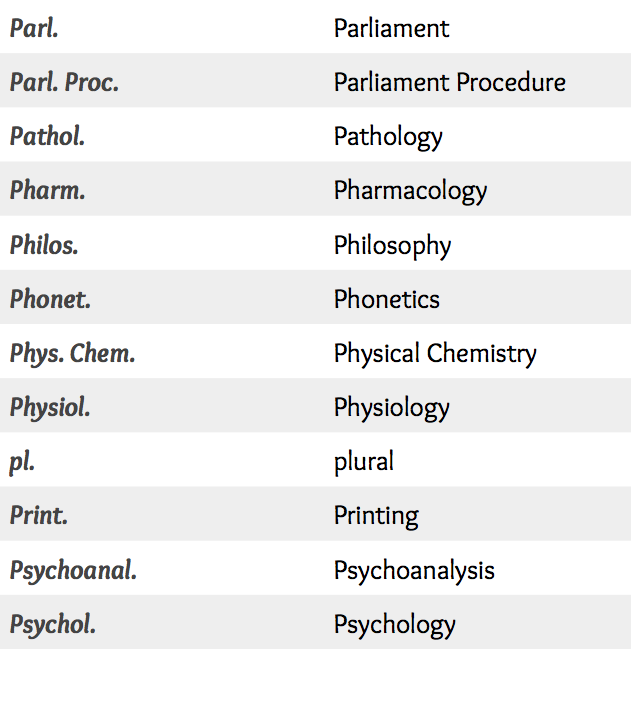 Parl. Parliament
Parl. Proc. Parliament Procedure
Pathol. Pathology
Pharm. Pharmacology
Philos. Philosophy
Phonet. Phonetics
Phys. Chem. Physical Chemistry
Physiol. Physiology
pl. plural
Print. Printing
Psychoanal. Psychoanalysis
Psychol. Psychology